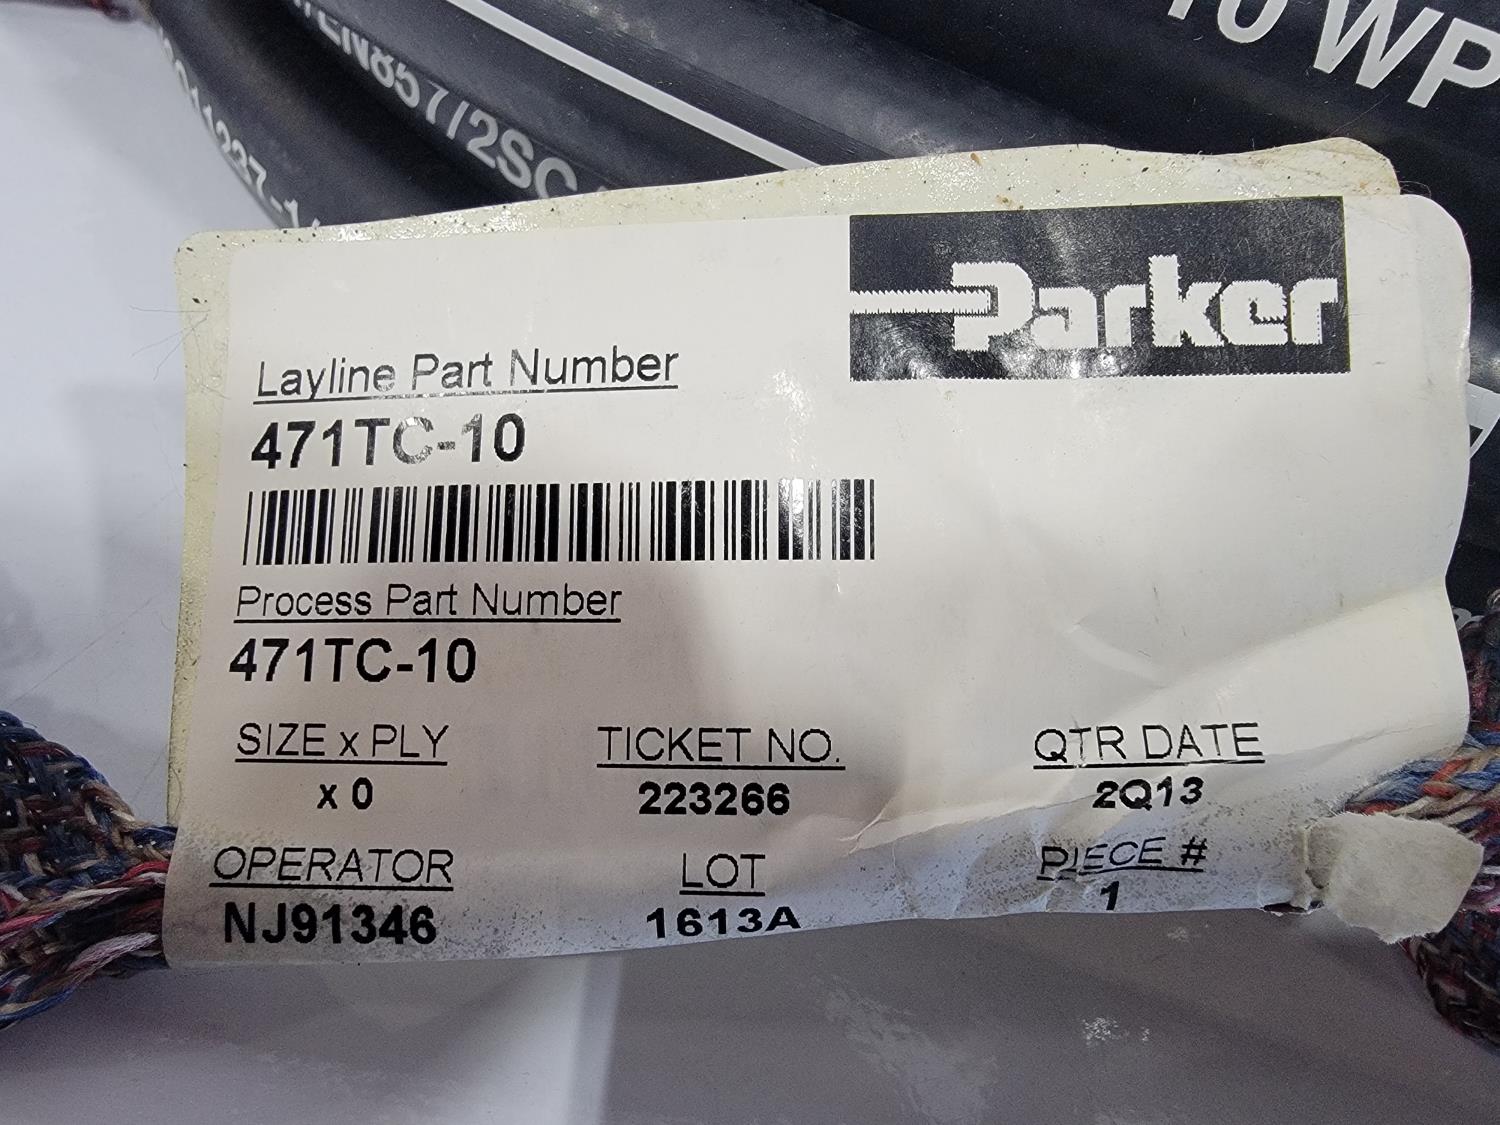 10 WP
EN857/2SC
Parker
Layline Part Number
471TC-10
Process Part Number
471TC-10
SIZE x PLY
x 0
TICKET NO.
223266
QTR DATE
2Q13
OPERATOR
NJ91346
LOT
1613A
PIECE #
1